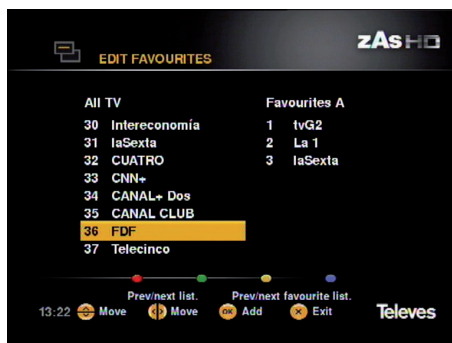 zAs HD
EDIT FAVOURITES
All TV
30 Intereconomía
31 laSexta
32 CUATRO
33 CNN+
34 CANAL+ Dos
35 CANAL CLUB
36 FDF
37 Telecinco
Favourites A
1 tvG2
2 La 1
3 laSexta
Prev/next list. Prev/next favourite list.
13:22 Move Move OK Add × Exit Televes